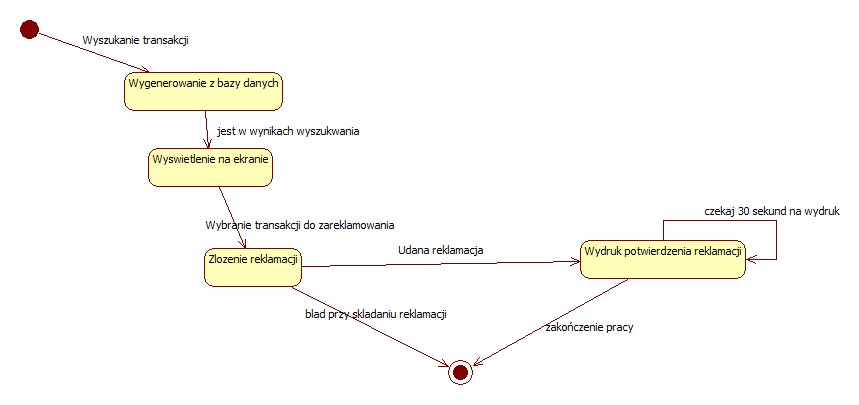 Wyszukanie transakcji
Wygenerowanie z bazy danych
jest w wynikach wyszukwania
Wyswietlenie na ekranie
Wybranie transakcji do zareklamowania
czekaj 30 sekund na wydruk
Zlozenie reklamacji
Udana reklamacja
Wydruk potwierdzenia reklamacji
blad przy skladaniu reklamacji
zakończenie pracy